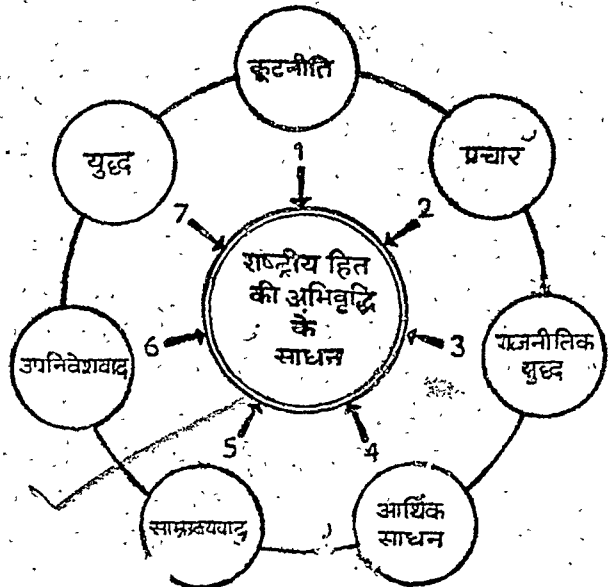 कूटनीति
1
प्रचार
2
राजनीतिक
युद्ध
3
आर्थिक
साधन
4
साम्राज्यवाद
5
उपनिवेशवाद
6
युद्ध
7
राष्ट्रीय हित
की अभिवृद्धि
के
साधन